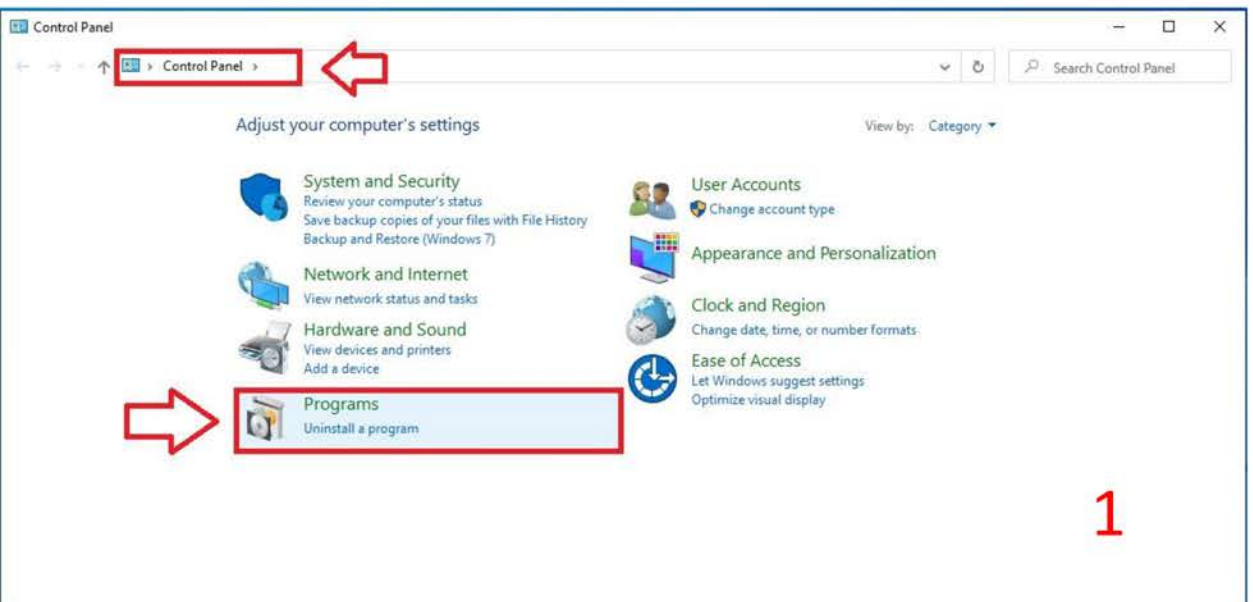 Control Panel
Control Panel
Search Control Panel
Adjust your computer's settings
View by: Category
System and Security
Review your computer's status
Save backup copies of your files with File History
Backup and Restore (Windows 7)
Network and Internet
View network status and tasks
Hardware and Sound
View devices and printers
Add a device
Programs
Uninstall a program
User Accounts
Change account type
Appearance and Personalization
Clock and Region
Change date, time, or number formats
Ease of Access
Let Windows suggest settings
Optimize visual display
1